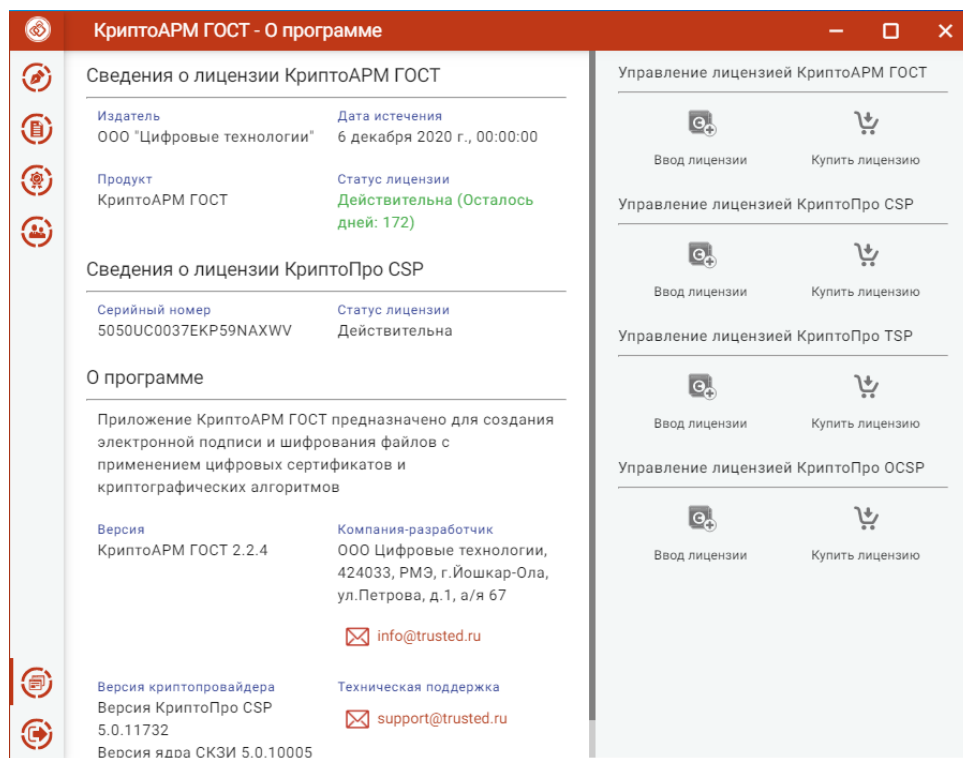 КриптоАРМ ГОСТ - О программе
Сведения о лицензии КриптоАРМ ГОСТ
Издатель
ООО "Цифровые технологии"
Дата истечения
6 декабря 2020 г., 00:00:00
Продукт
КриптоАРМ ГОСТ
Статус лицензии
Действительна (Осталось
дней: 172)
Сведения о лицензии КриптоПро CSP
Серийный номер
5050UC0037EKP59NAXWV
Статус лицензии
Действительна
О программе
Приложение КриптоАРМ ГОСТ предназначено для создания
электронной подписи и шифрования файлов с
применением цифровых сертификатов и
криптографических алгоритмов
Версия
КриптоАРМ ГОСТ 2.2.4
Компания-разработчик
ООО Цифровые технологии,
424033, РМЭ, г.Йошкар-Ола,
ул.Петрова, д.1, а/я 67
info@trusted.ru
Версия криптопровайдера
Версия КриптоПро CSP
5.0.11732
Версия ядра СКЗИ 5.0.10005
Техническая поддержка
support@trusted.ru
Управление лицензией КриптоАРМ ГОСТ
Ввод лицензии
Купить лицензию
Управление лицензией КриптоПро CSP
Ввод лицензии
Купить лицензию
Управление лицензией КриптоПро TSP
Ввод лицензии
Купить лицензию
Управление лицензией КриптоПро OCSP
Ввод лицензии
Купить лицензию